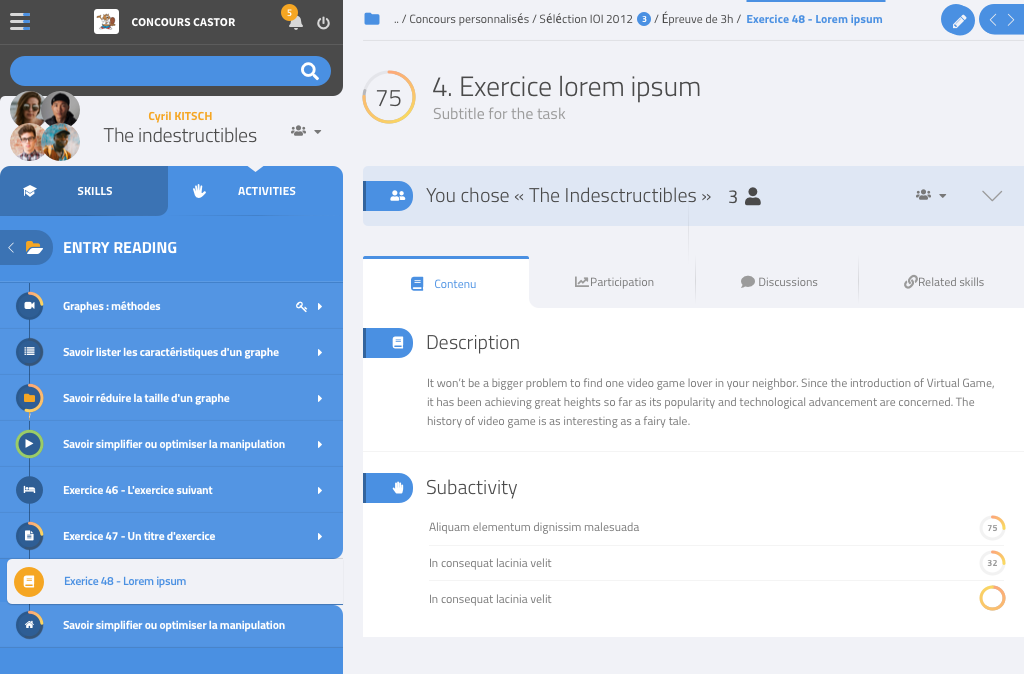 CONCOURS CASTOR
5
Cyril KITSCH
The indestructibles
SKILLS
ACTIVITIES
ENTRY READING
Graphes : méthodes
Savoir lister les caractéristiques d'un graphe
Savoir réduire la taille d'un graphe
Savoir simplifier ou optimiser la manipulation
Exercice 46 - L'exercice suivant
Exercice 47 - Un titre d'exercice
Exerice 48 - Lorem ipsum
Savoir simplifier ou optimiser la manipulation
.. / Concours personnalisés / Séléction IOI 2012 3 / Épreuve de 3h / Exercice 48 - Lorem ipsum
75
4. Exercice lorem ipsum
Subtitle for the task
You chose « The Indesctructibles » 3
Contenu
Participation
Discussions
Related skills
Description
It won't be a bigger problem to find one video game lover in your neighbor. Since the introduction of Virtual Game,
it has been achieving great heights so far as its popularity and technological advancement are concerned. The
history of video game is as interesting as a fairy tale.
Subactivity
Aliquam elementum dignissim malesuada 75
In consequat lacinia velit 32
In consequat lacinia velit